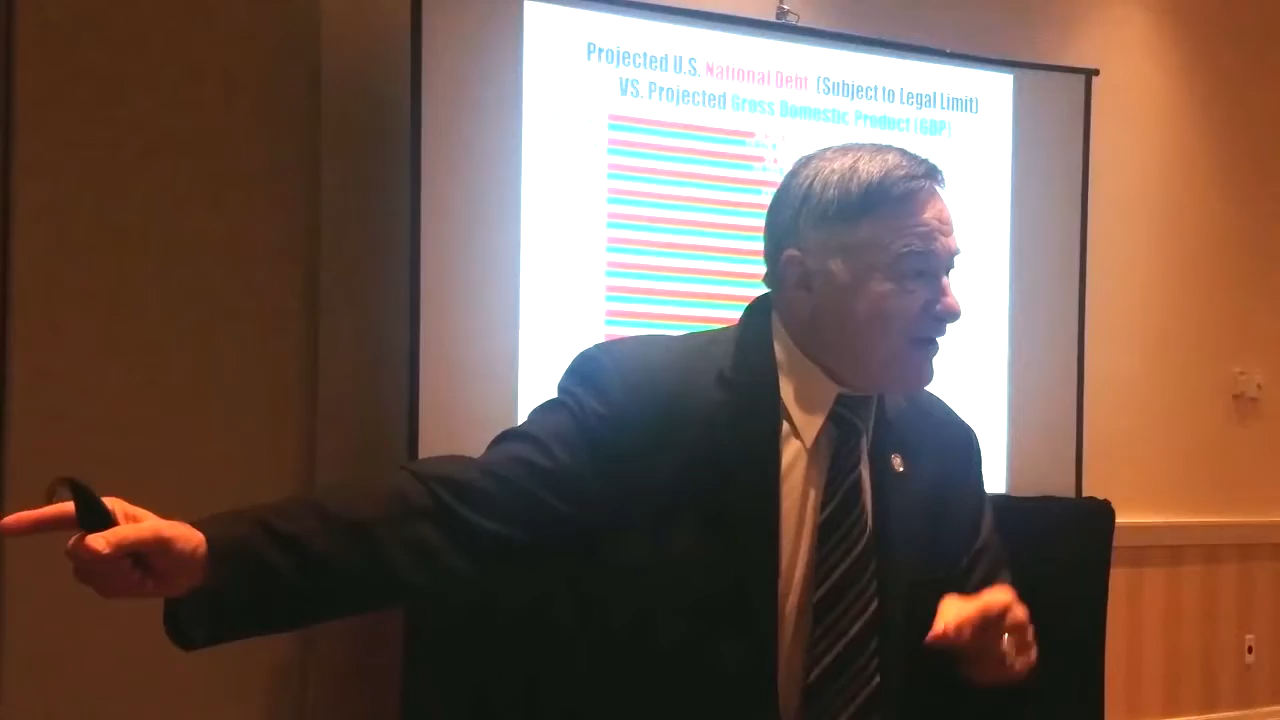 Projected U.S. National Debt (Subject to Legal Limit)
VS. Projected Gross Domestic Product (GDP)